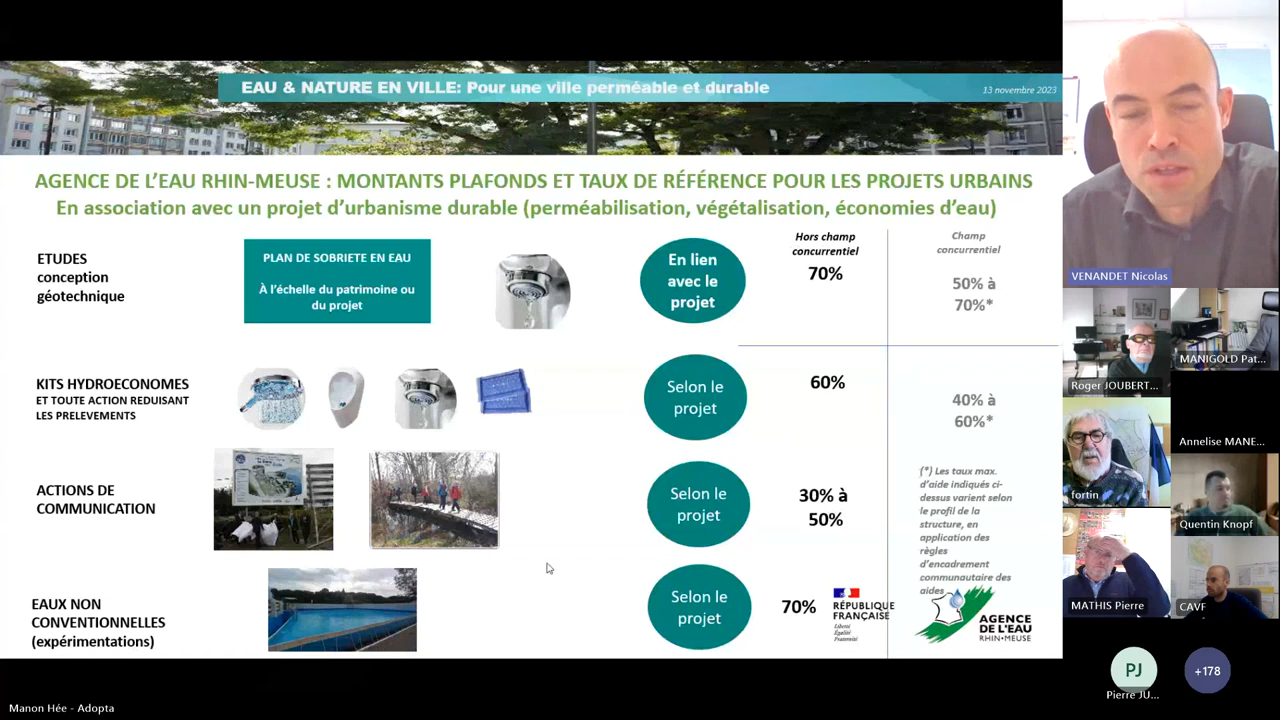 EAU & NATURE EN VILLE: Pour une ville perméable et durable
13 novembre 2023
AGENCE DE L'EAU RHIN-MEUSE : MONTANTS PLAFONDS ET TAUX DE RÉFÉRENCE POUR LES PROJETS URBAINS
En association avec un projet d'urbanisme durable (perméabilisation, végétalisation, économies d'eau)
Hors champ
concurrentiel
Champ
concurrentiel
ETUDES
conception
géotechnique
PLAN DE SOBRIETE EN EAU
À l'échelle du patrimoine ou
du projet
En lien
avec le
projet
70%
50% à
70%*
KITS HYDROECONOMES
ET TOUTE ACTION REDUISANT
LES PRELEVEMENTS
Selon le
projet
60%
40% à
60%*
ACTIONS DE
COMMUNICATION
Selon le
projet
30% à
50%
(*) Les taux max.
d'aide indiqués ci-
dessus varient selon
le profil de la
structure, en
application des
règles
d'encadrement
communautaire des
aides
EAUX NON
CONVENTIONNELLES
(expérimentations)
Selon le
projet
70%
RÉPUBLIQUE
FRANÇAISE
Liberté
Égalité
Fraternité
AGENCE
DE L'EAU
RHIN•MEUSE
VENANDET Nicolas
Roger JOUBERT...
MANIGOLD Pat...
fortin
Annelise MANE...
Quentin Knopf
MATHIS Pierre
CAVF
PJ
Pierre JU...
+178
Manon Hée - Adopta